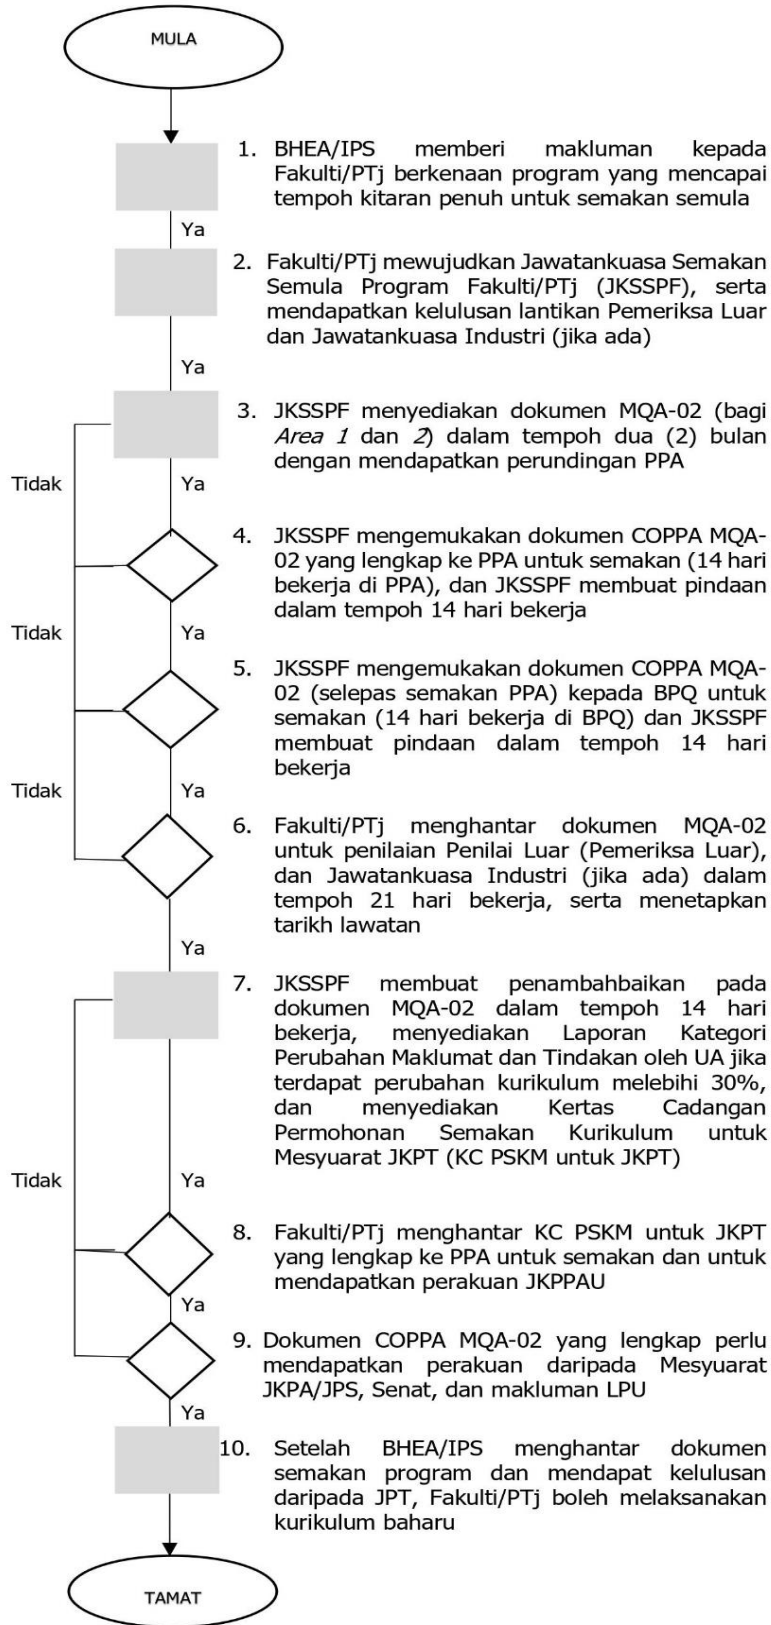 MULA
1. BHEA/IPS memberi makluman kepada
Fakulti/PTj berkenaan program yang mencapai
tempoh kitaran penuh untuk semakan semula
Ya
2. Fakulti/PTj mewujudkan Jawatankuasa Semakan
Semula Program Fakulti/PTj (JKSSPF), serta
mendapatkan kelulusan lantikan Pemeriksa Luar
dan Jawatankuasa Industri (jika ada)
Ya
3. JKSSPF menyediakan dokumen MQA-02 (bagi
Area 1 dan 2) dalam tempoh dua (2) bulan
dengan mendapatkan perundingan PPA
Tidak
Ya
4. JKSSPF mengemukakan dokumen COPPA MQA-
02 yang lengkap ke PPA untuk semakan (14 hari
bekerja di PPA), dan JKSSPF membuat pindaan
dalam tempoh 14 hari bekerja
Tidak
Ya
5. JKSSPF mengemukakan dokumen COPPA MQA-
02 (selepas semakan PPA) kepada BPQ untuk
semakan (14 hari bekerja di BPQ) dan JKSSPF
membuat pindaan dalam tempoh 14 hari
bekerja
Tidak
Ya
6. Fakulti/PTj menghantar dokumen MQA-02
untuk penilaian Penilai Luar (Pemeriksa Luar),
dan Jawatankuasa Industri (jika ada) dalam
tempoh 21 hari bekerja, serta menetapkan
tarikh lawatan
Ya
7. JKSSPF membuat penambahbaikan pada
dokumen MQA-02 dalam tempoh 14 hari
bekerja, menyediakan Laporan Kategori
Perubahan Maklumat dan Tindakan oleh UA jika
terdapat perubahan kurikulum melebihi 30%,
dan menyediakan Kertas Cadangan
Permohonan Semakan Kurikulum untuk
Mesyuarat JKPT (KC PSKM untuk JKPT)
Tidak
Ya
8. Fakulti/PTj menghantar KC PSKM untuk JKPT
yang lengkap ke PPA untuk semakan dan untuk
mendapatkan perakuan JKPPAU
Ya
9. Dokumen COPPA MQA-02 yang lengkap perlu
mendapatkan perakuan daripada Mesyuarat
JKPA/JPS, Senat, dan makluman LPU
Ya
10. Setelah BHEA/IPS menghantar dokumen
semakan program dan mendapat kelulusan
daripada JPT, Fakulti/PTj boleh melaksanakan
kurikulum baharu
TAMAT